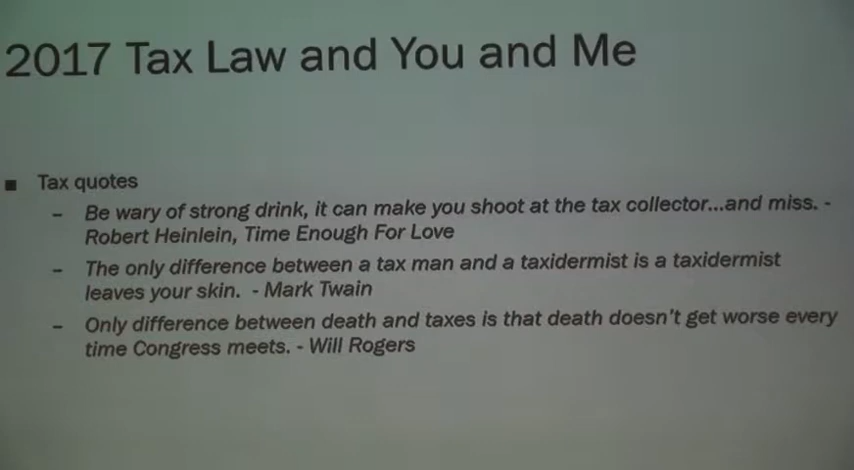 2017 Tax Law and You and Me
■ Tax quotes
– Be wary of strong drink, it can make you shoot at the tax collector...and miss. -
Robert Heinlein, Time Enough For Love
– The only difference between a tax man and a taxidermist is a taxidermist
leaves your skin. - Mark Twain
– Only difference between death and taxes is that death doesn't get worse every
time Congress meets. - Will Rogers